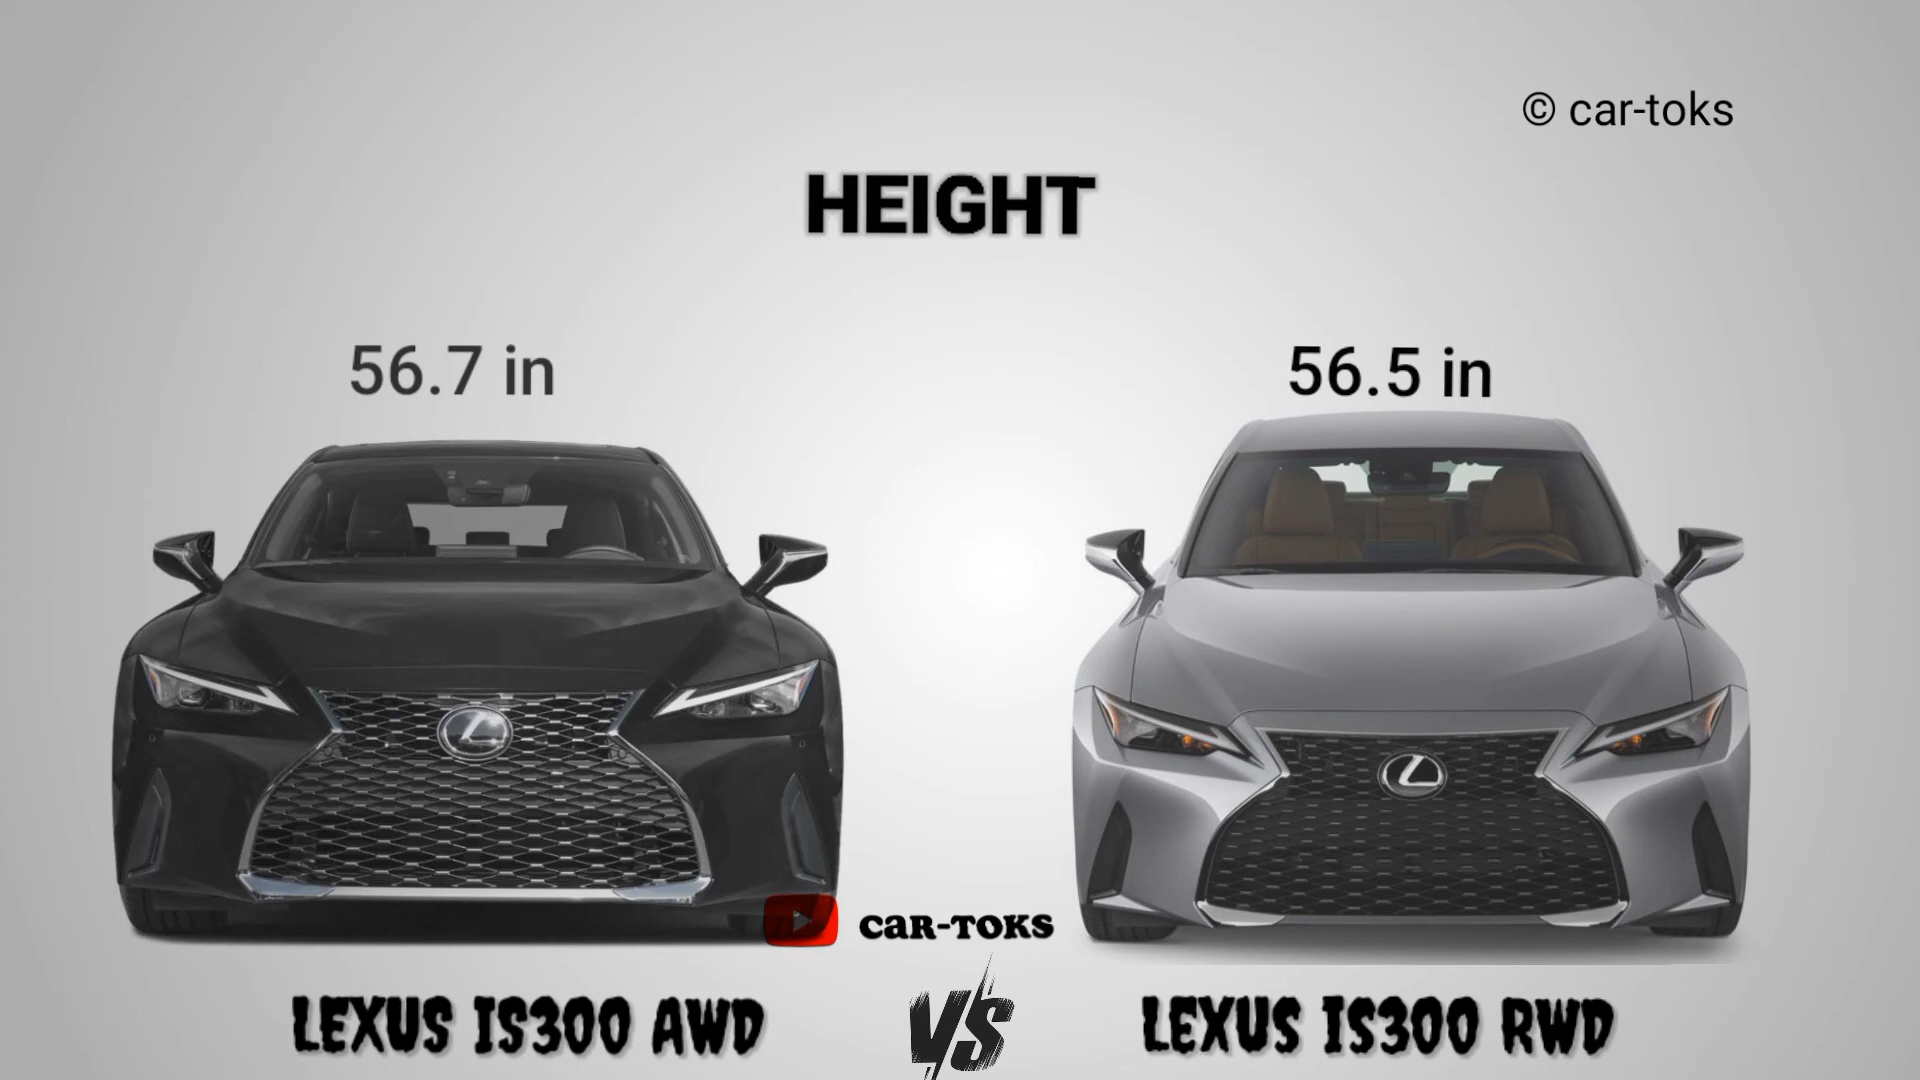 © car-toks
HEIGHT
56.7 in
56.5 in
CAR-TOKS
LEXUS IS300 AWD
VS
LEXUS IS300 RWD